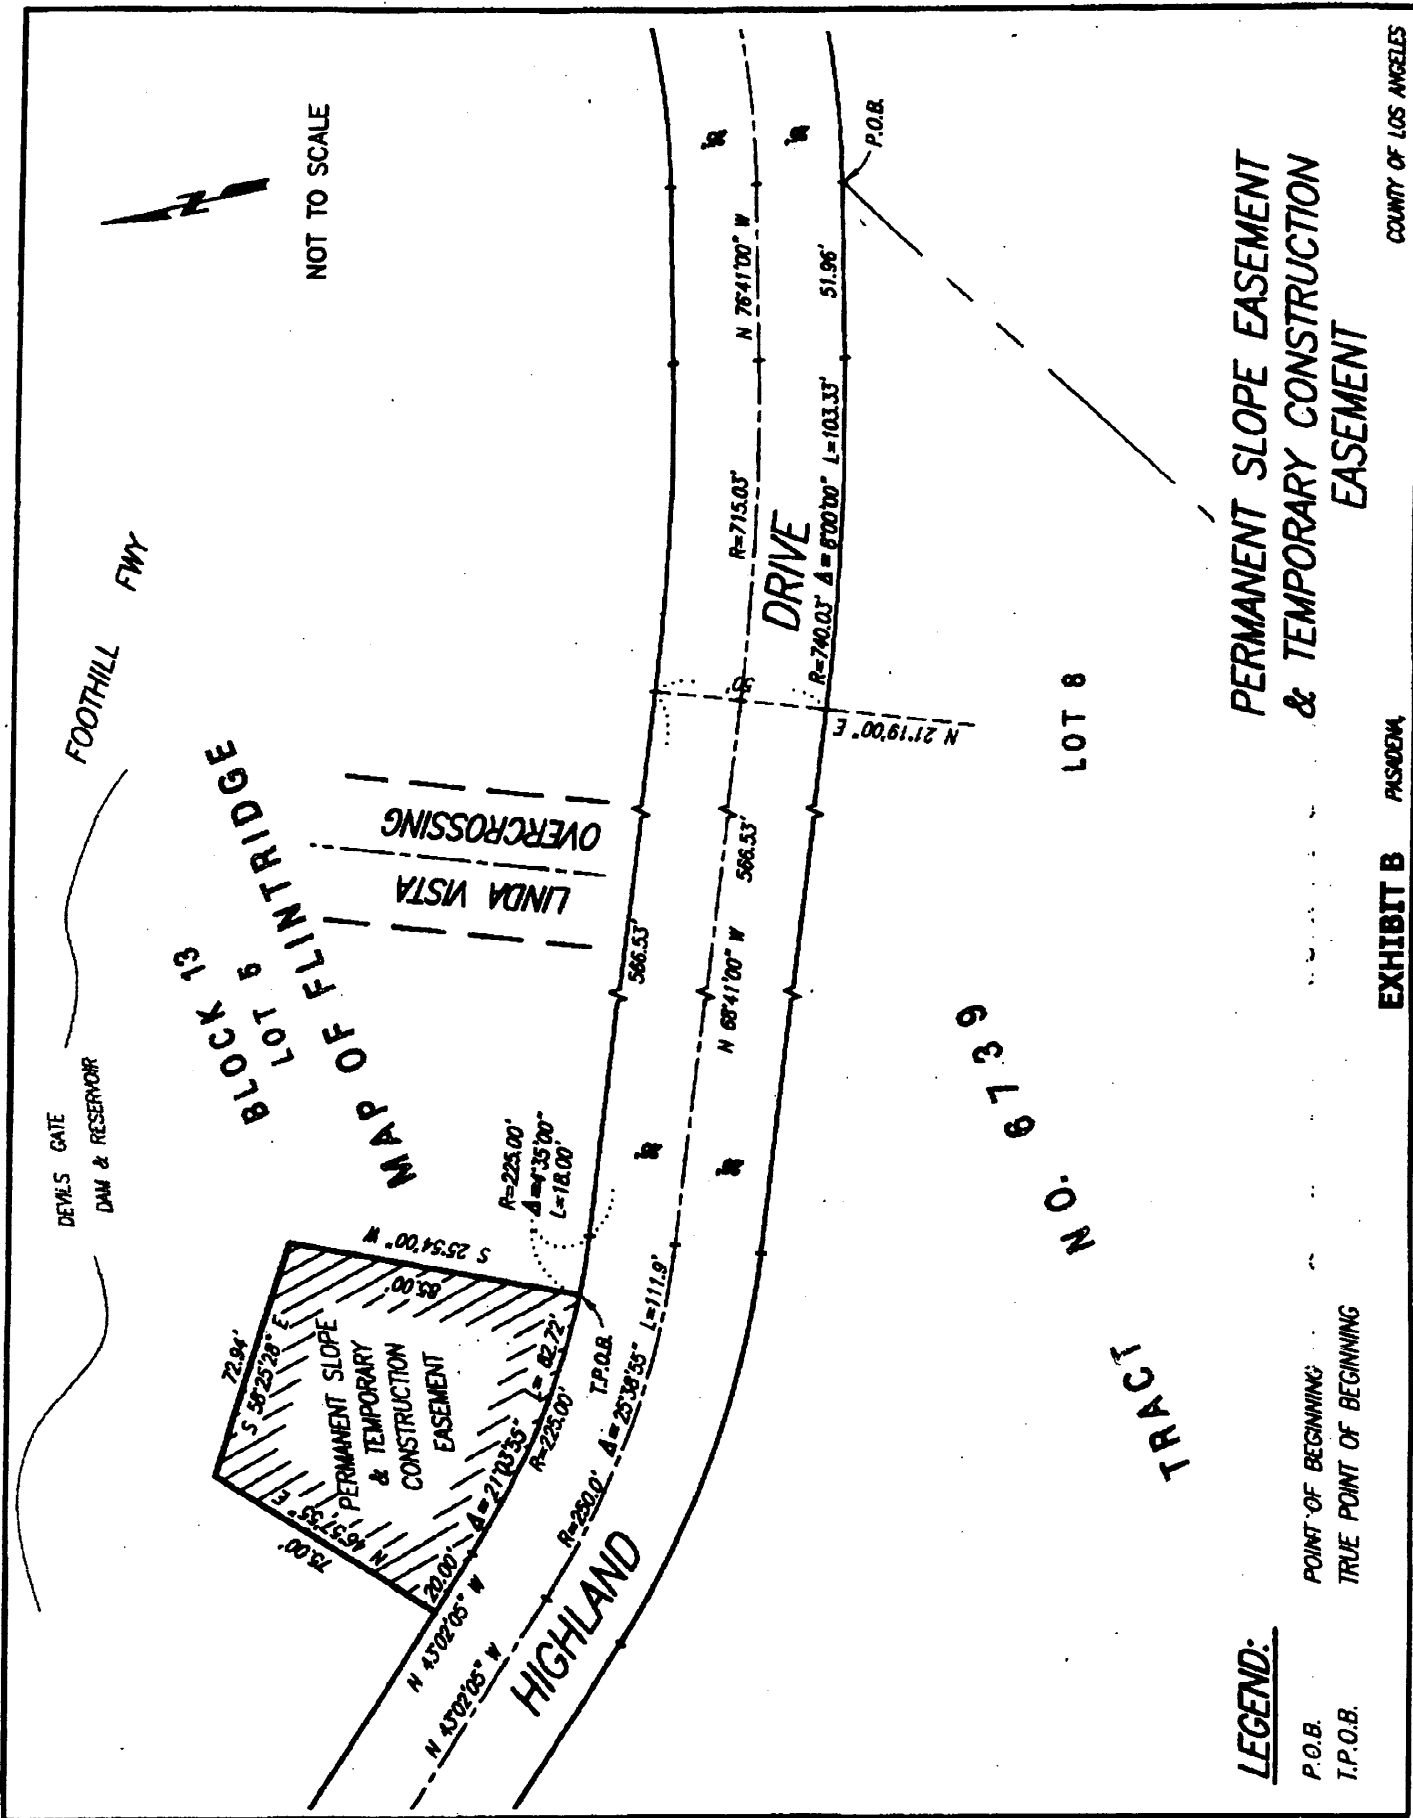 DEVILS GATE
DAM & RESERVOIR
FOOTHILL FWY
NOT TO SCALE
N
BLOCK 13
LOT 5
MAP OF FLINTRIDGE
LINDA VISTA
OVERCROSSING
72.94'
S 58°25'28" E
75.00'
N 46°57'55" E
PERMANENT SLOPE
& TEMPORARY
CONSTRUCTION
EASEMENT
85.00'
S 25°54'00" W
R=225.00'
Δ=4°35'00"
L=18.00'
20.00'
Δ=21°03'55" L= 82.72'
R=225.00'
T.P.O.B.
N 43°02'05" W
N 43°02'05" W
R=250.0' Δ=25°38'55" L=111.9'
HIGHLAND
566.53'
N 68°41'00" W
566.53'
50'
N 21°19'00" E
R=715.03'
DRIVE
R=740.03' Δ=8°00'00" L=103.33'
N 76°41'00" W
51.96'
P.O.B.
LOT 8
TRACT NO. 6739
PERMANENT SLOPE EASEMENT
& TEMPORARY CONSTRUCTION
EASEMENT
LEGEND:
P.O.B. POINT OF BEGINNING
T.P.O.B. TRUE POINT OF BEGINNING
EXHIBIT B
PASADENA,
COUNTY OF LOS ANGELES